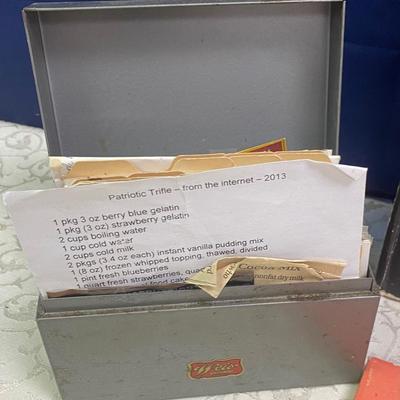 Patriotic Trifle – from the internet – 2013
1 pkg 3 oz berry blue gelatin
1 pkg (3 oz) strawberry gelatin
2 cups boiling water
1 cup cold water
2 cups cold milk
2 pkgs (3.4 oz each) instant vanilla pudding mix
1 (8 oz) frozen whipped topping, thawed, divided
1 pint fresh blueberries
1 quart fresh strawberries,
food cake
Cocoa Mix
nonfat dry milk